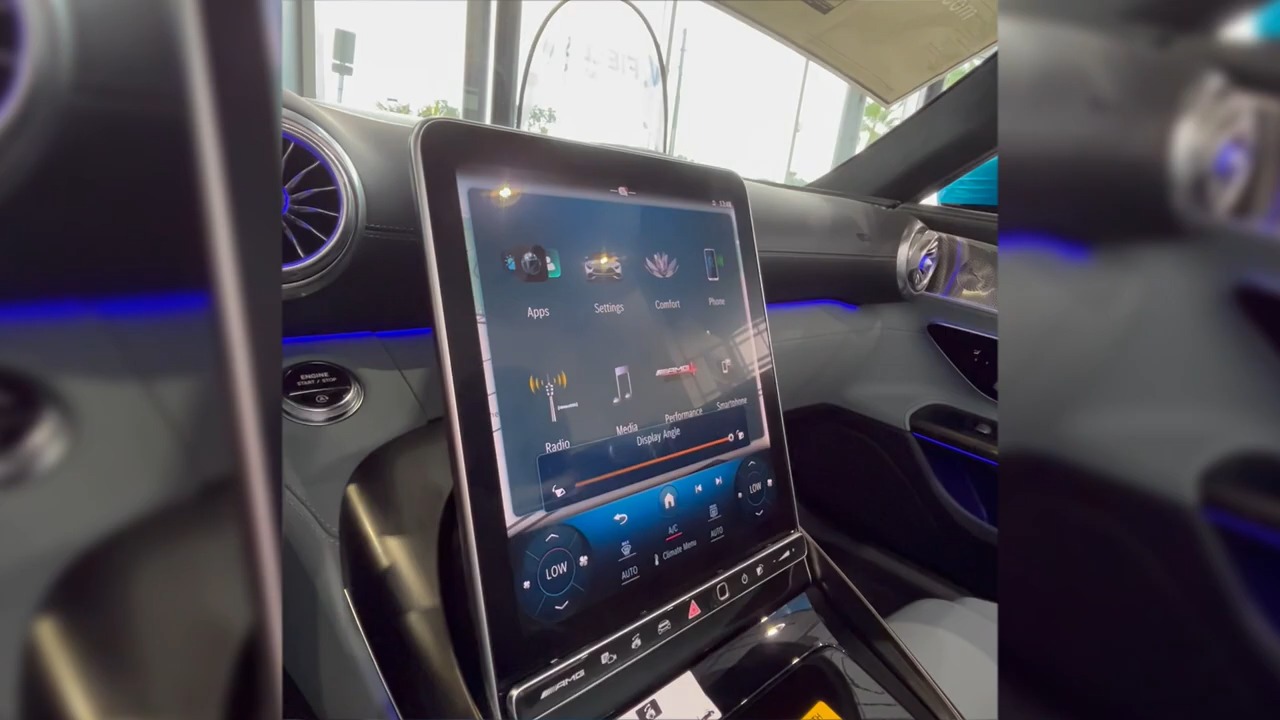 ENGINE
START / STOP
Apps
Settings
Comfort
Phone
AMG
Radio
Media
Performance
Smartphone
Display Angle
LOW
LOW
A/C
AUTO
AUTO
Climate Menu
AMG